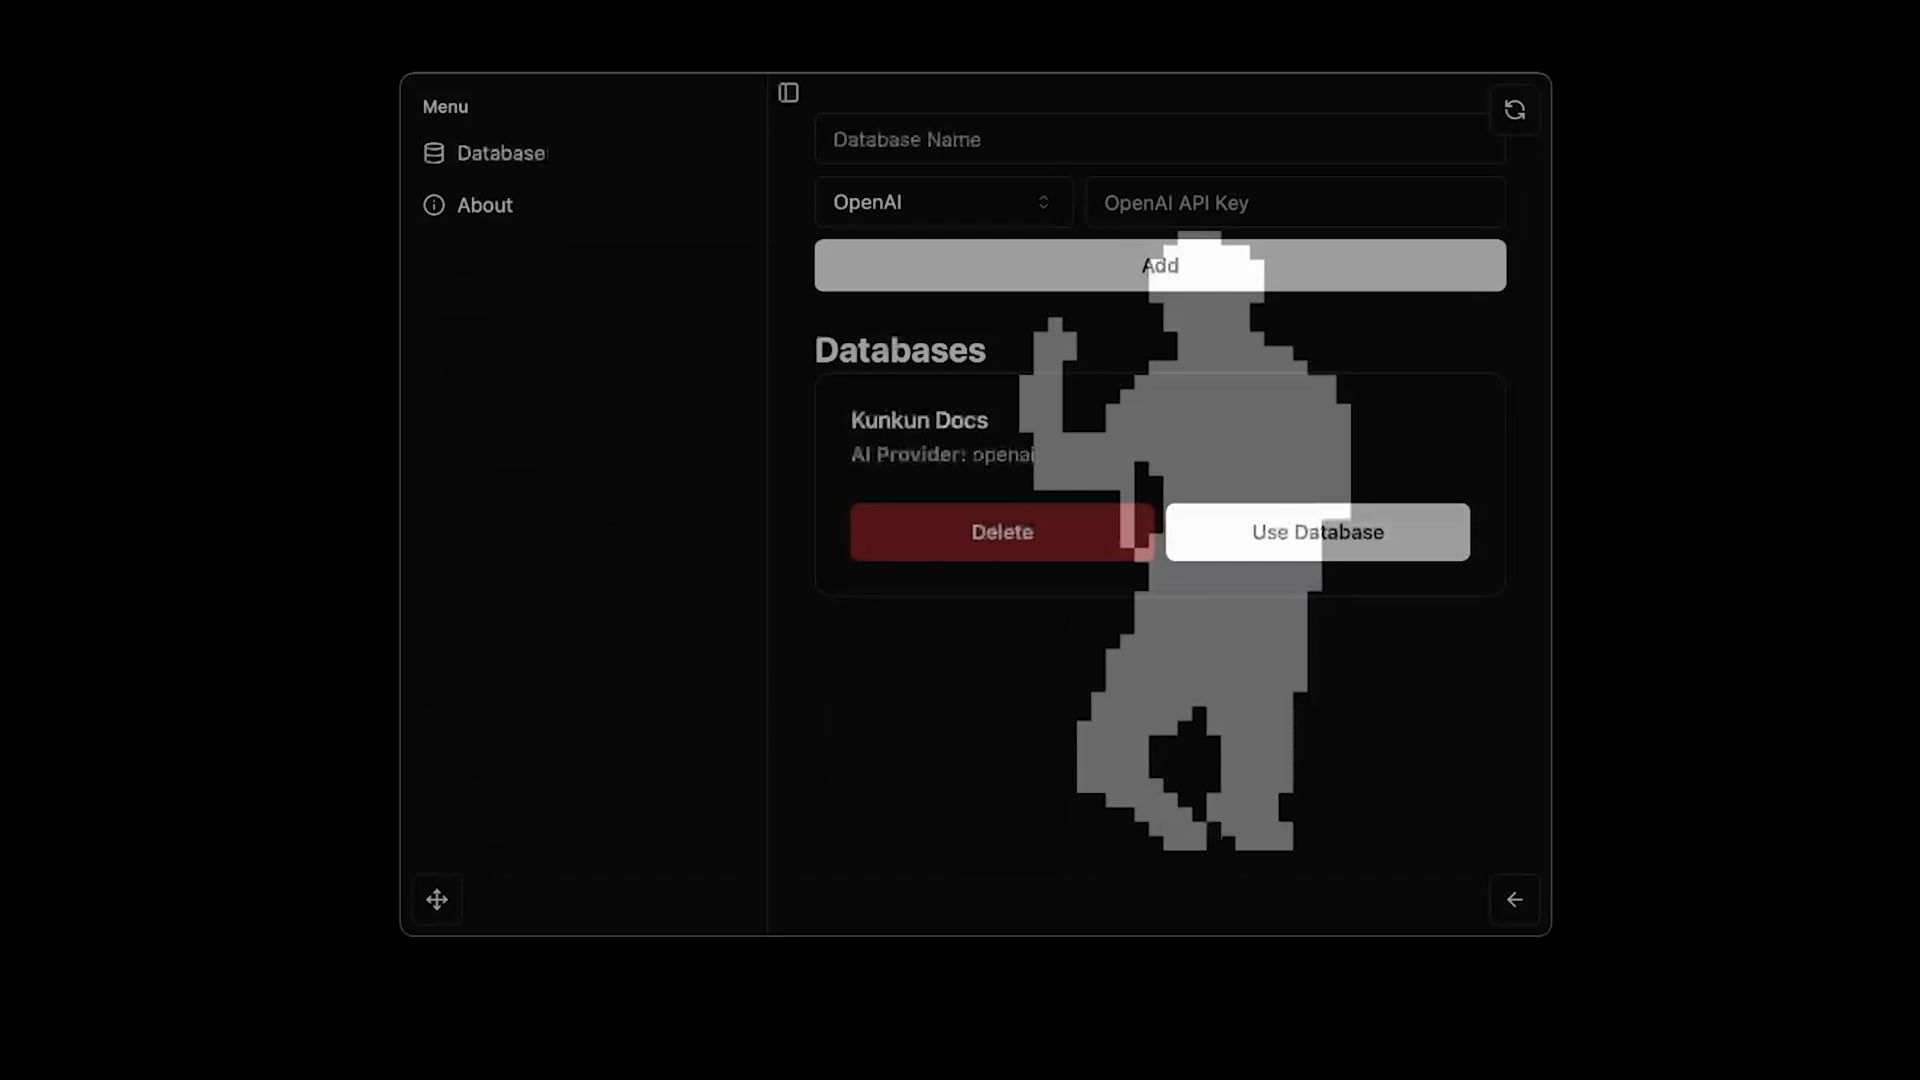 Menu
Database
About
Database Name
OpenAI
OpenAI API Key
Add
Databases
Kunkun Docs
AI Provider: openai
Delete
Use Database